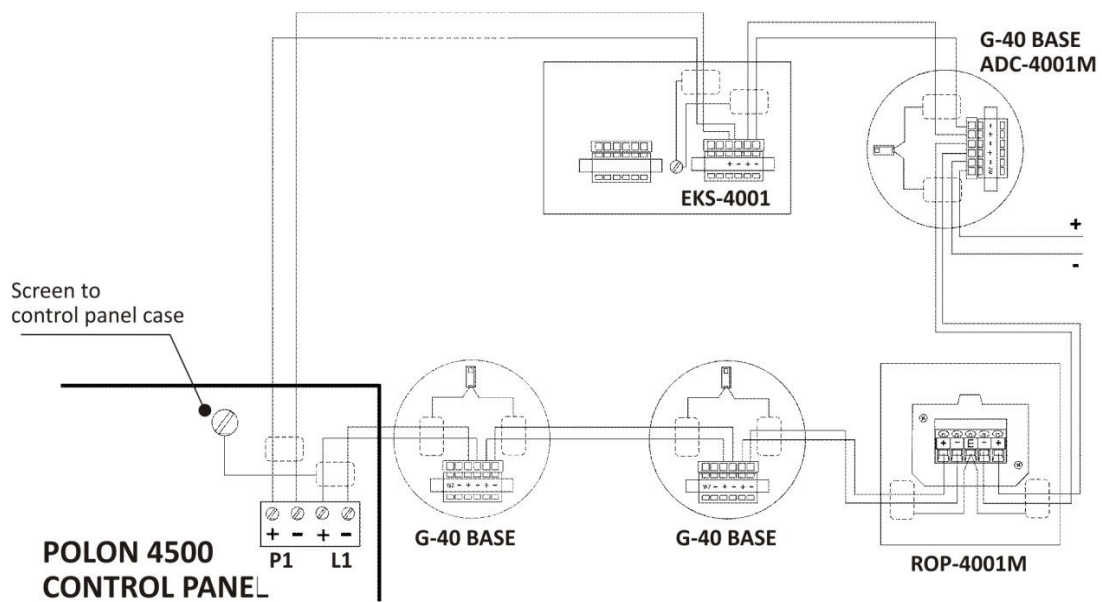 G-40 BASE
ADC-4001M
+ - + -
EKS-4001
+
-
Screen to
control panel case
+ - E - +
+ - + -
P1 L1
G-40 BASE
G-40 BASE
ROP-4001M
POLON 4500
CONTROL PANEL